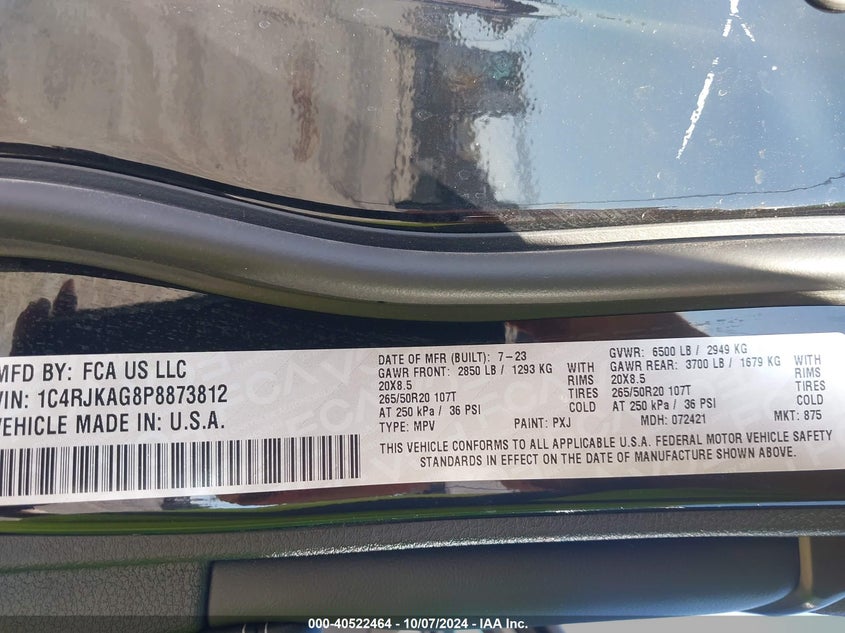 MFD BY: FCA US LLC
VIN: 1C4RJKAG8P8873812
VEHICLE MADE IN: U.S.A.
DATE OF MFR (BUILT): 7-23
GAWR FRONT: 2850 LB / 1293 KG WITH
20X8.5 RIMS
265/50R20 107T TIRES
AT 250 kPa / 36 PSI COLD
TYPE: MPV PAINT: PXJ
GVWR: 6500 LB / 2949 KG
GAWR REAR: 3700 LB / 1679 KG WITH
20X8.5 RIMS
265/50R20 107T TIRES
AT 250 kPa / 36 PSI COLD
MDH: 072421 MKT: 875
THIS VEHICLE CONFORMS TO ALL APPLICABLE U.S.A. FEDERAL MOTOR VEHICLE SAFETY
STANDARDS IN EFFECT ON THE DATE OF MANUFACTURE SHOWN ABOVE.
000-40522464 - 10/07/2024 - IAA Inc.